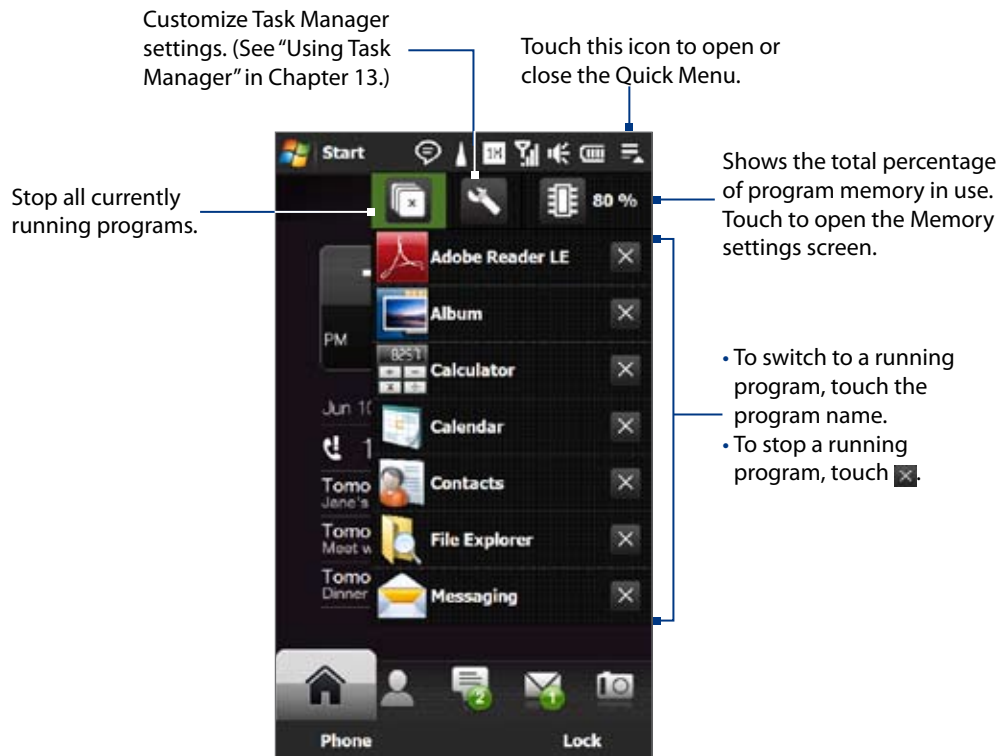 Customize Task Manager
settings. (See “Using Task
Manager” in Chapter 13.)
Touch this icon to open or
close the Quick Menu.
Start
1X
Stop all currently
running programs.
80 %
Shows the total percentage
of program memory in use.
Touch to open the Memory
settings screen.
Adobe Reader LE
Album
PM
Calculator
Jun 10
Calendar
1
Contacts
Tomo
Jane's
File Explorer
Tomo
Meet w
Messaging
Tomo
Dinner
• To switch to a running
program, touch the
program name.
• To stop a running
program, touch ×.
2
1
Phone
Lock